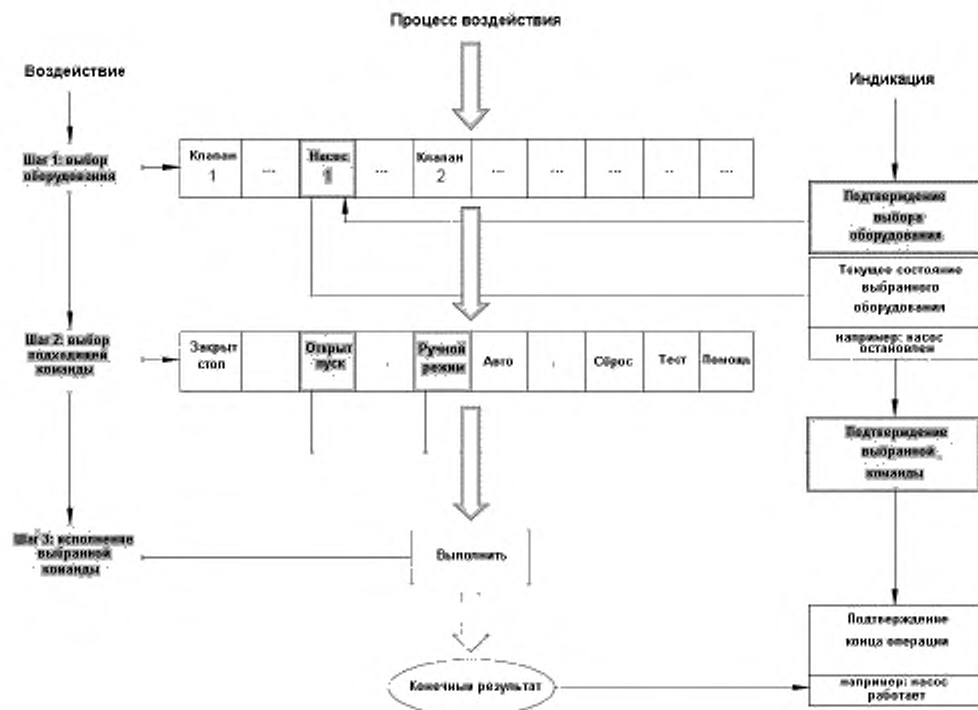 Процесс воздействия
Воздействие
Индикация
Шаг 1: выбор
оборудования
Клапан
1
...
Насос
1
...
Клапан
2
...
...
...
..
...
Подтверждение
выбора
оборудования
Текущее состояние
выбранного
оборудования
например: насос
остановлен
Шаг 2: выбор
подходящий
команды
Закрыт
стоп
Открыт
пуск
Ручной
режим
Авто
Сброс
Тест
Помощь
Подтверждение
выбранной
команды
Шаг 3: исполнение
выбранной
команды
Выполнить
Подтверждение
конца операции
например: насос
работает
Конечным результат